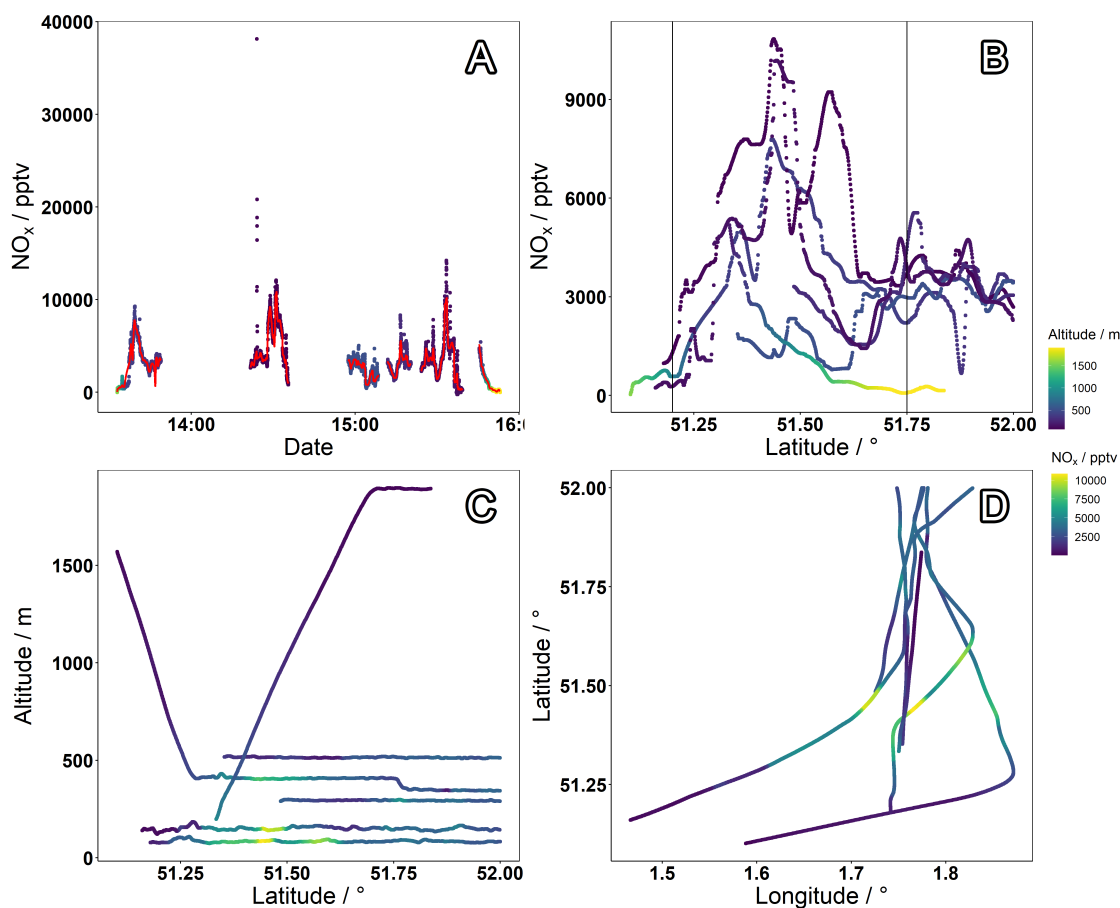 A
NOx / pptv
40000
30000
20000
10000
0
14:00
15:00
16:(
Date
B
NOx / pptv
9000
6000
3000
0
51.25
51.50
51.75
52.00
Latitude / °
Altitude / m
1500
1000
500
NOx / pptv
10000
7500
5000
2500
C
Altitude / m
1500
1000
500
0
51.25
51.50
51.75
52.00
Latitude / °
D
Latitude / °
52.00
51.75
51.50
51.25
1.5
1.6
1.7
1.8
Longitude / °